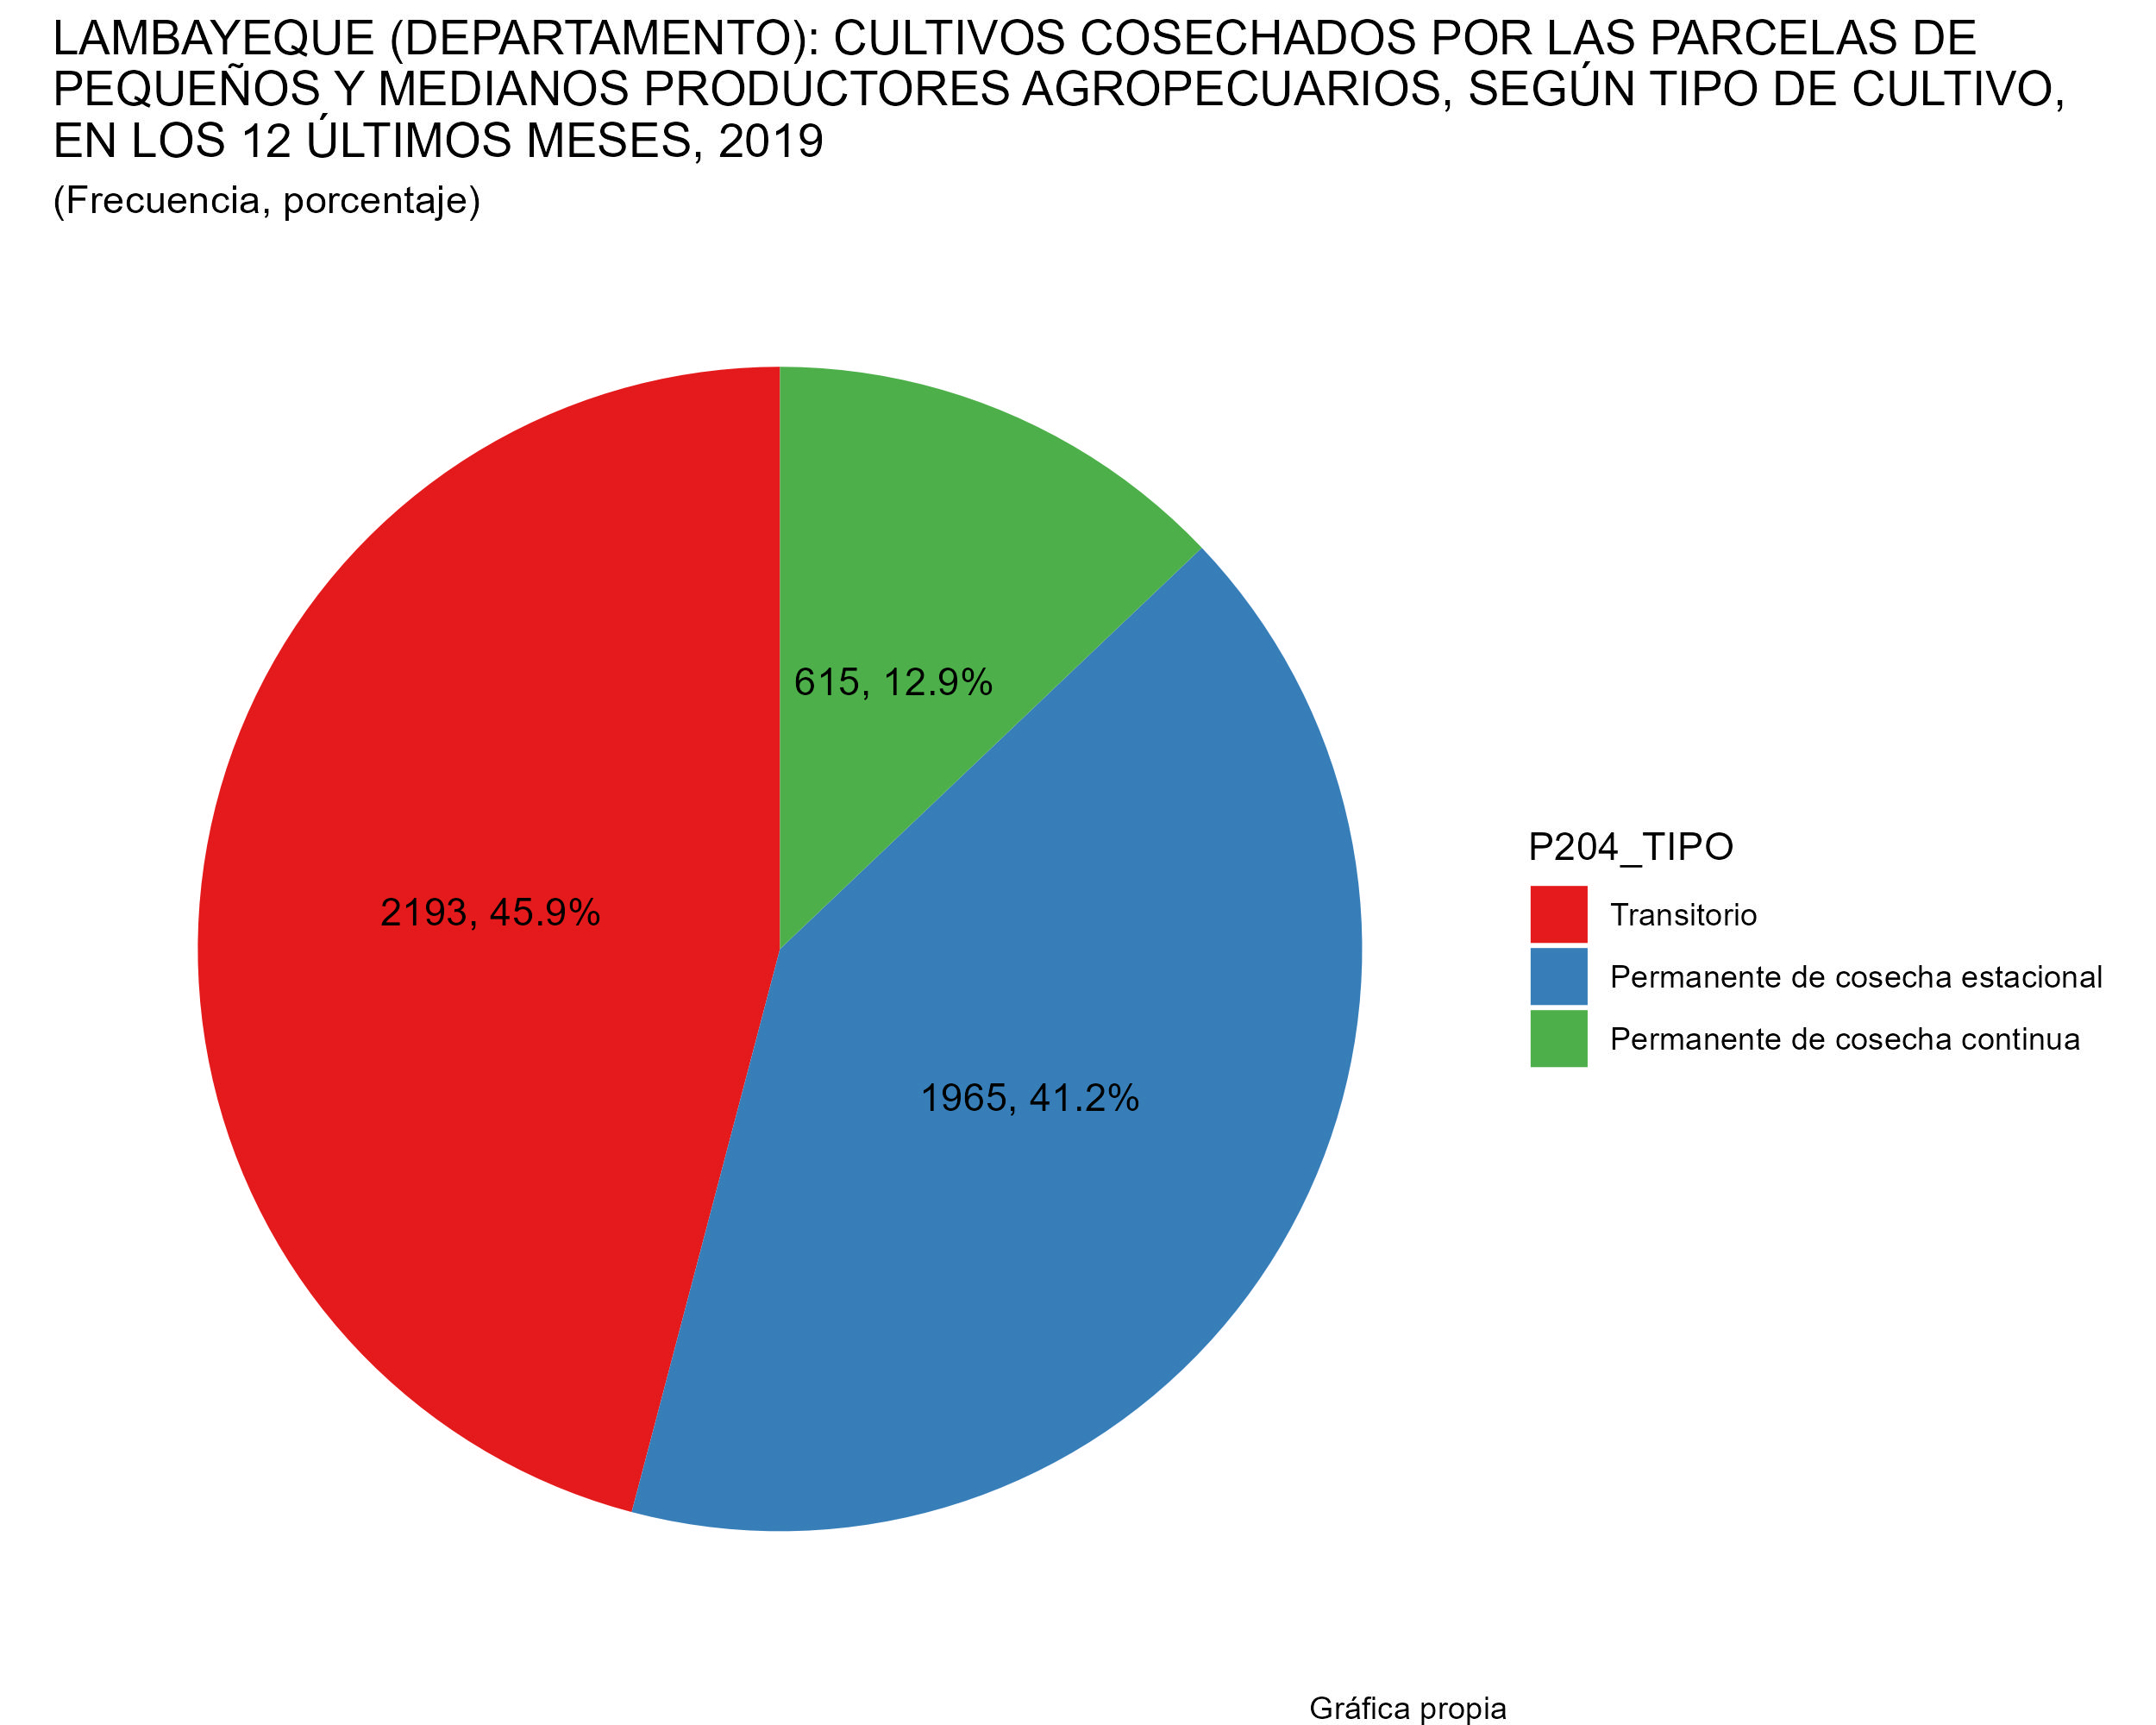 LAMBAYEQUE (DEPARTAMENTO): CULTIVOS COSECHADOS POR LAS PARCELAS DE
PEQUEÑOS Y MEDIANOS PRODUCTORES AGROPECUARIOS, SEGÚN TIPO DE CULTIVO,
EN LOS 12 ÚLTIMOS MESES, 2019
(Frecuencia, porcentaje)
615, 12.9%
2193, 45.9%
1965, 41.2%
P204_TIPO
Transitorio
Permanente de cosecha estacional
Permanente de cosecha continua
Gráfica propia